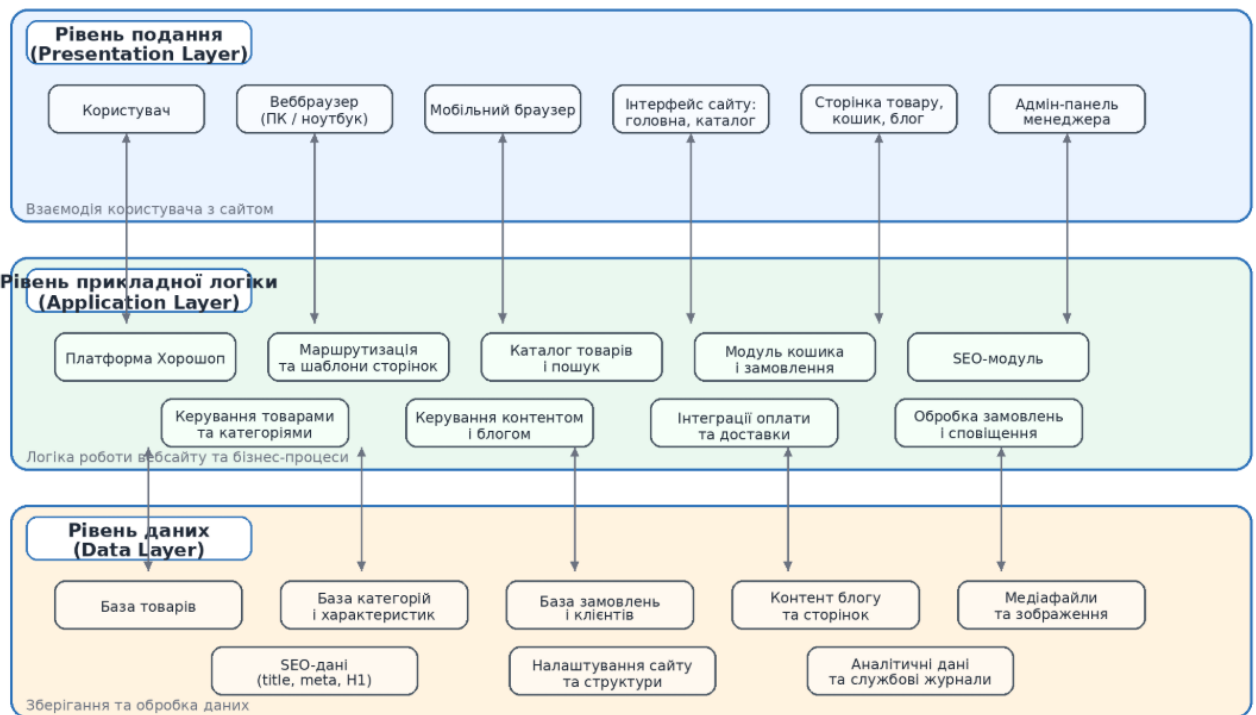 Рівень подання
(Presentation Layer)
Користувач
Веббраузер
(ПК / ноутбук)
Мобільний браузер
Інтерфейс сайту:
головна, каталог
Сторінка товару,
кошик, блог
Адмін-панель
менеджера
Взаємодія користувача з сайтом
Рівень прикладної логіки
(Application Layer)
Платформа Хорошоп
Маршрутизація
та шаблони сторінок
Каталог товарів
і пошук
Модуль кошика
і замовлення
SEO-модуль
Керування товарами
та категоріями
Керування контентом
і блогом
Інтеграції оплати
та доставки
Обробка замовлень
і сповіщення
Логіка роботи вебсайту та бізнес-процеси
Рівень даних
(Data Layer)
База товарів
База категорій
і характеристик
База замовлень
і клієнтів
Контент блогу
та сторінок
Медіафайли
та зображення
SEO-дані
(title, meta, H1)
Налаштування сайту
та структури
Аналітичні дані
та службові журнали
Зберігання та обробка даних